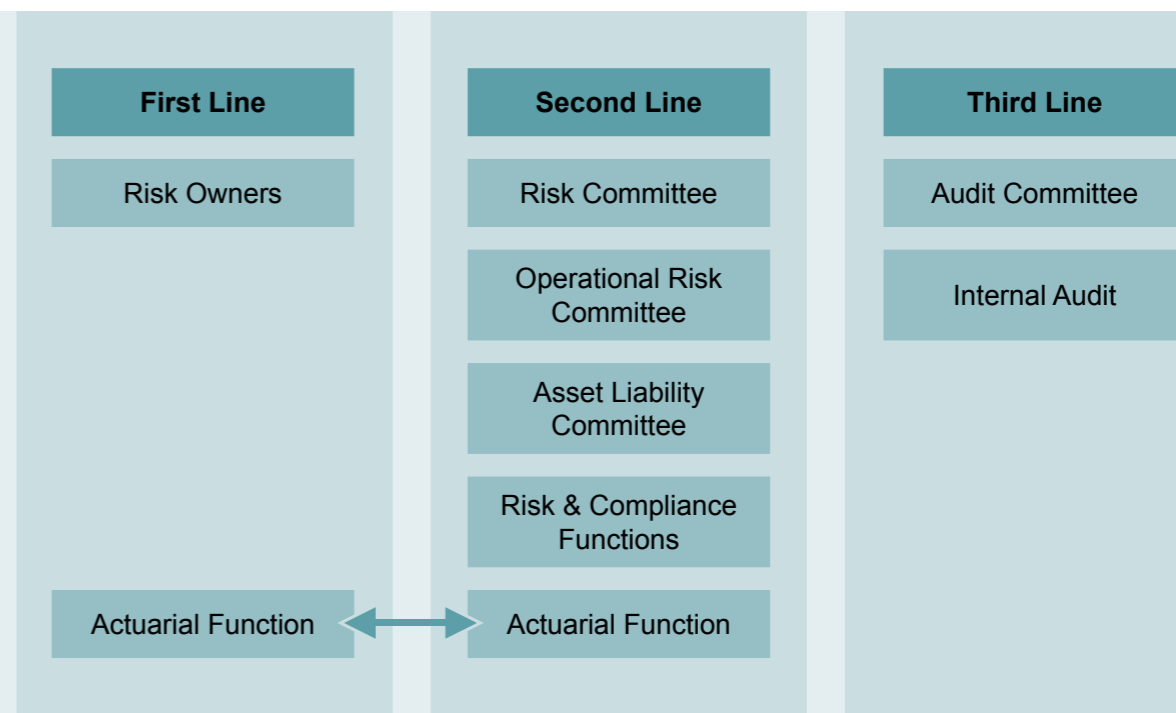 First Line
Risk Owners
Actuarial Function
Second Line
Risk Committee
Operational Risk
Committee
Asset Liability
Committee
Risk & Compliance
Functions
Actuarial Function
Third Line
Audit Committee
Internal Audit